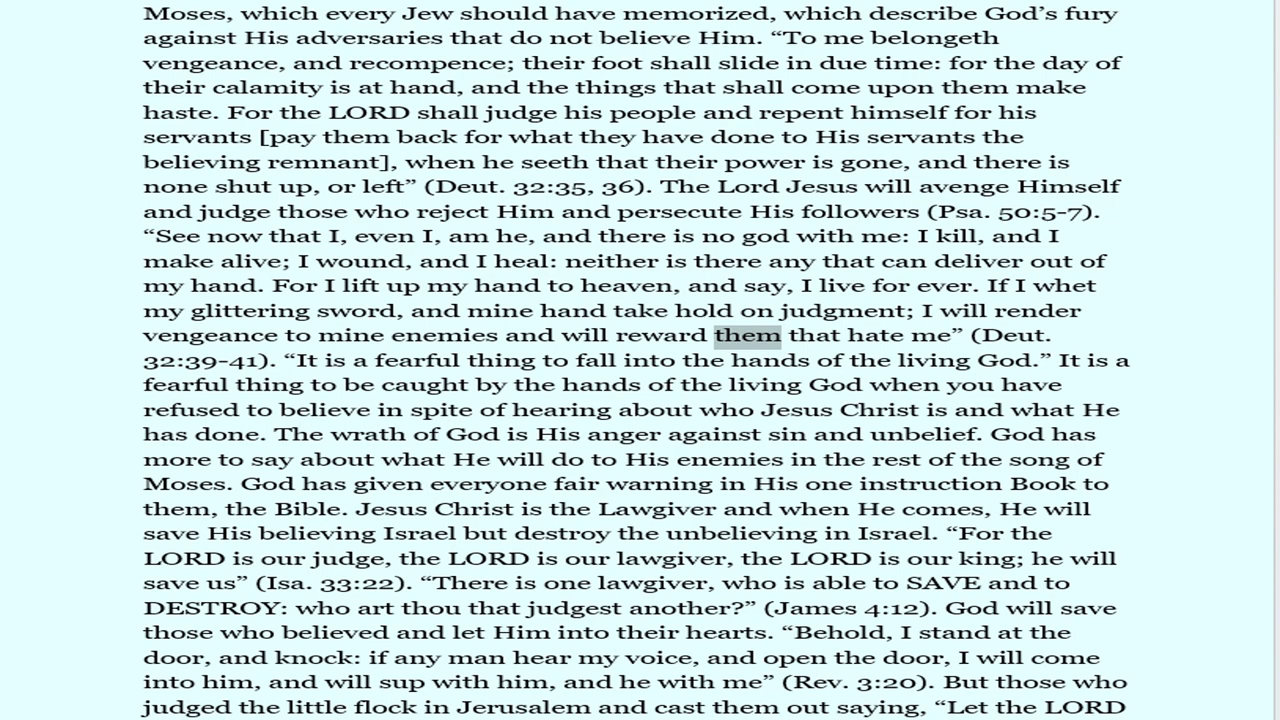 Moses, which every Jew should have memorized, which describe God’s fury
against His adversaries that do not believe Him. “To me belongeth
vengeance, and recompence; their foot shall slide in due time: for the day of
their calamity is at hand, and the things that shall come upon them make
haste. For the LORD shall judge his people and repent himself for his
servants [pay them back for what they have done to His servants the
believing remnant], when he seeth that their power is gone, and there is
none shut up, or left” (Deut. 32:35, 36). The Lord Jesus will avenge Himself
and judge those who reject Him and persecute His followers (Psa. 50:5-7).
“See now that I, even I, am he, and there is no god with me: I kill, and I
make alive; I wound, and I heal: neither is there any that can deliver out of
my hand. For I lift up my hand to heaven, and say, I live for ever. If I whet
my glittering sword, and mine hand take hold on judgment; I will render
vengeance to mine enemies and will reward them that hate me” (Deut.
32:39-41). “It is a fearful thing to fall into the hands of the living God.” It is a
fearful thing to be caught by the hands of the living God when you have
refused to believe in spite of hearing about who Jesus Christ is and what He
has done. The wrath of God is His anger against sin and unbelief. God has
more to say about what He will do to His enemies in the rest of the song of
Moses. God has given everyone fair warning in His one instruction Book to
them, the Bible. Jesus Christ is the Lawgiver and when He comes, He will
save His believing Israel but destroy the unbelieving in Israel. “For the
LORD is our judge, the LORD is our lawgiver, the LORD is our king; he will
save us” (Isa. 33:22). “There is one lawgiver, who is able to SAVE and to
DESTROY: who art thou that judgest another?” (James 4:12). God will save
those who believed and let Him into their hearts. “Behold, I stand at the
door, and knock: if any man hear my voice, and open the door, I will come
into him, and will sup with him, and he with me” (Rev. 3:20). But those who
judged the little flock in Jerusalem and cast them out saying, “Let the LORD